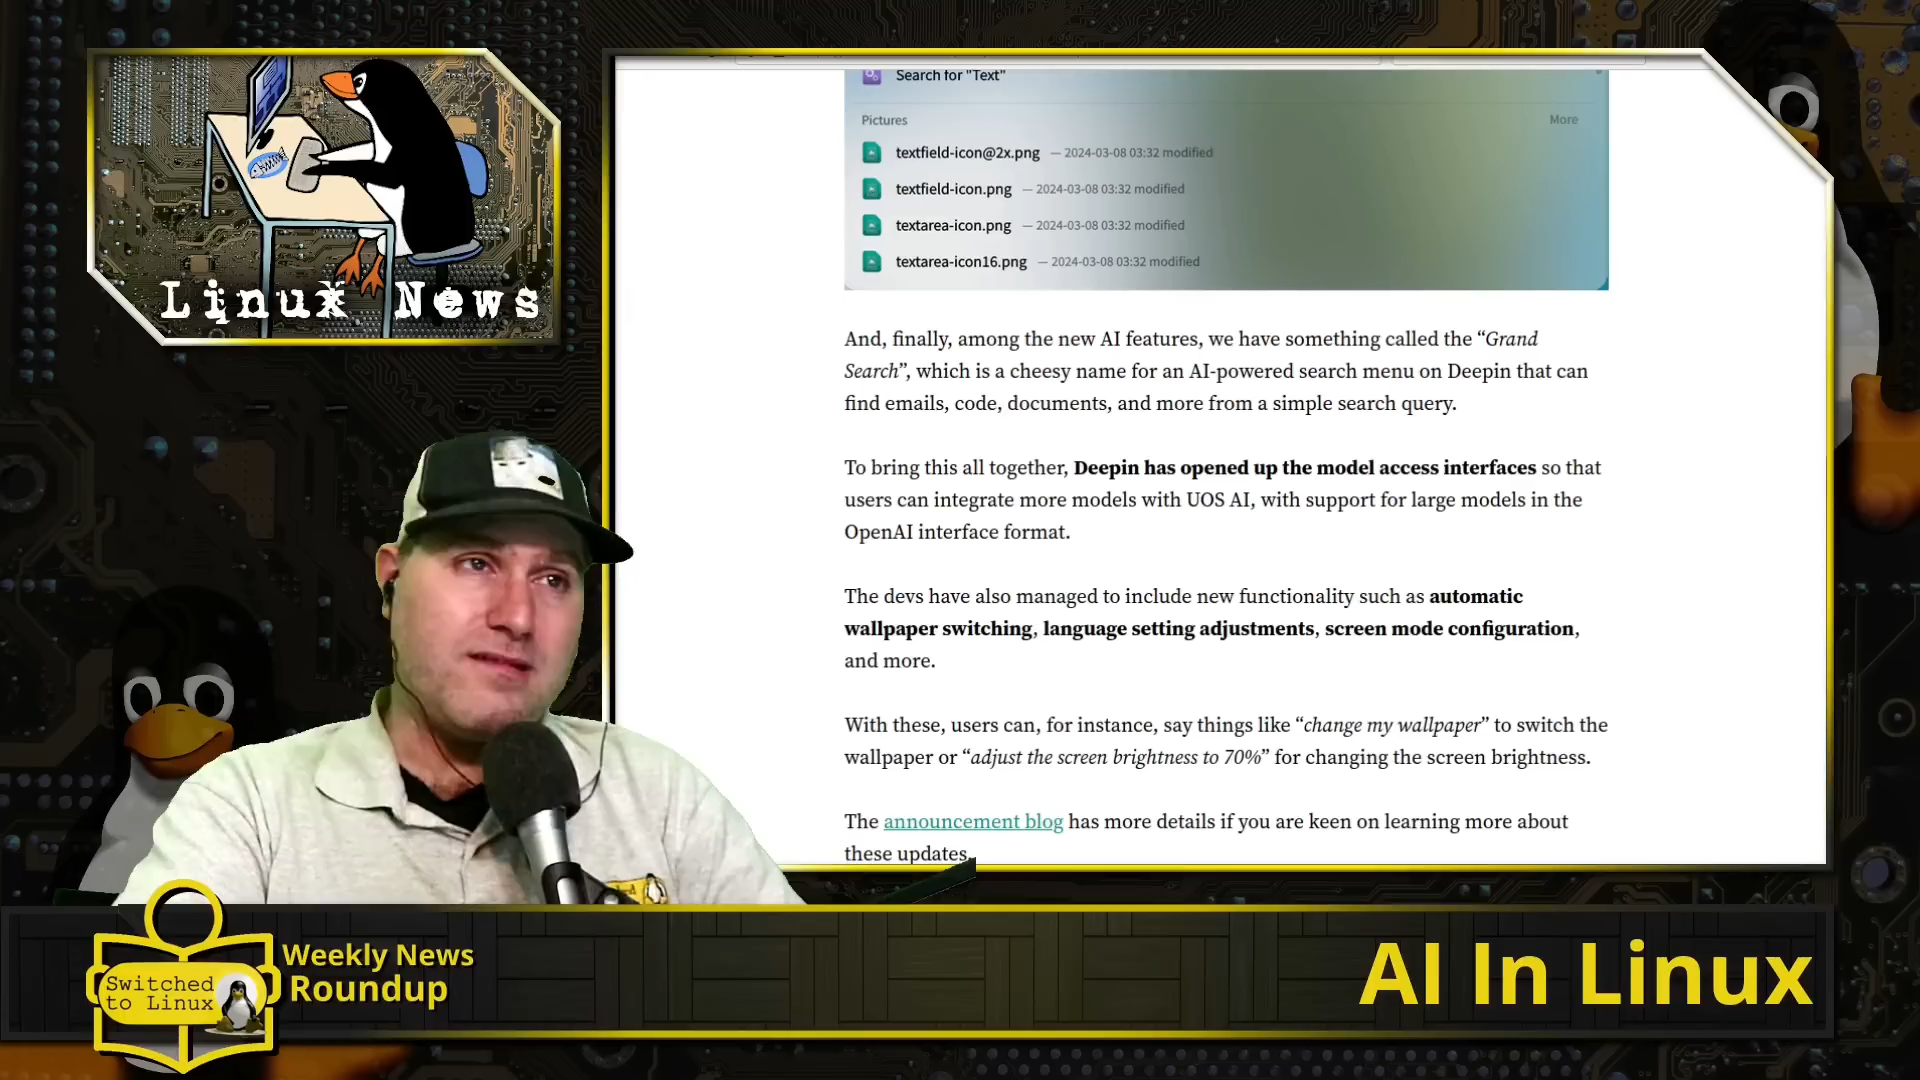 Linux News
Search for "Text"
Pictures
More
textfield-icon@2x.png — 2024-03-08 03:32 modified
textfield-icon.png — 2024-03-08 03:32 modified
textarea-icon.png — 2024-03-08 03:32 modified
textarea-icon16.png — 2024-03-08 03:32 modified
And, finally, among the new AI features, we have something called the “Grand
Search”, which is a cheesy name for an AI-powered search menu on Deepin that can
find emails, code, documents, and more from a simple search query.
To bring this all together, Deepin has opened up the model access interfaces so that
users can integrate more models with UOS AI, with support for large models in the
OpenAI interface format.
The devs have also managed to include new functionality such as automatic
wallpaper switching, language setting adjustments, screen mode configuration,
and more.
With these, users can, for instance, say things like “change my wallpaper” to switch the
wallpaper or “adjust the screen brightness to 70%” for changing the screen brightness.
The announcement blog has more details if you are keen on learning more about
these updates.
Switched
to Linux
Weekly News
Roundup
AI In Linux